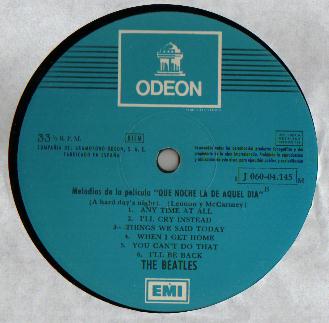 ODEON
33⅓ R.P.M.
BIEM
COMPAÑIA DEL GRAMOFONO ODEON, S. A. E.
FABRICADO EN ESPAÑA
J 060-04.145 M
Melodías de la película "QUE NOCHE LA DE AQUEL DIA"
(A hard day's night). (Lennon y McCartney)
1. ANY TIME AT ALL
2. I'LL CRY INSTEAD
3.- THINGS WE SAID TODAY
4. WHEN I GET HOME
5. YOU CAN'T DO THAT
6. I'LL BE BACK
THE BEATLES
EMI